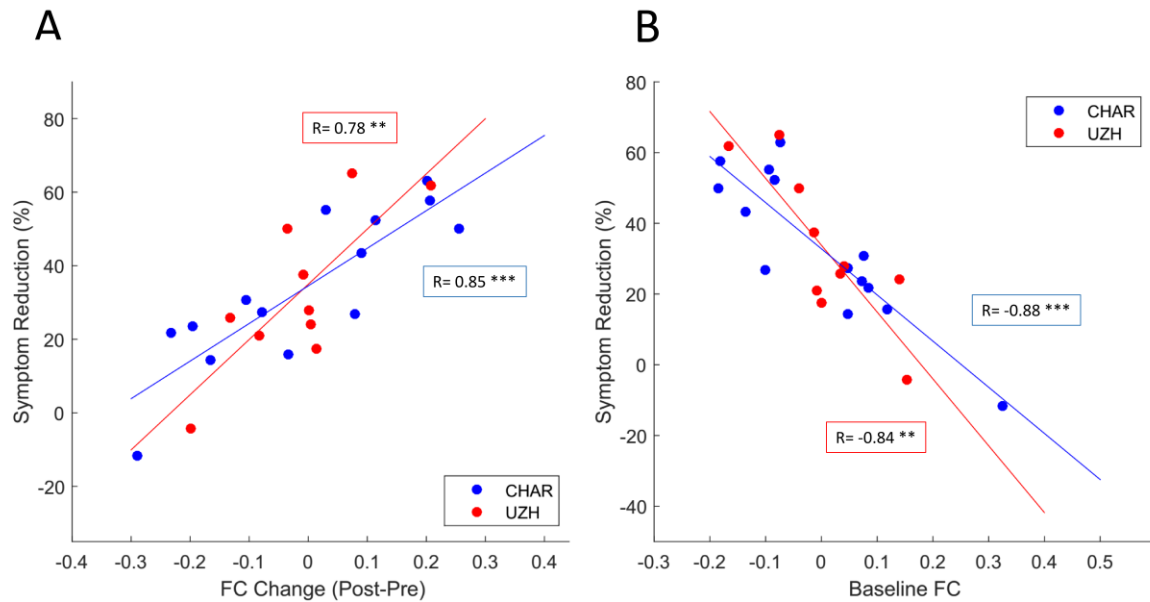 A
B
80
60
40
20
0
-20
Symptom Reduction (%)
-0.4
-0.3
-0.2
-0.1
0
0.1
0.2
0.3
0.4
FC Change (Post-Pre)
R= 0.78 **
R= 0.85 ***
CHAR
UZH
80
60
40
20
0
-20
-40
Symptom Reduction (%)
-0.3
-0.2
-0.1
0
0.1
0.2
0.3
0.4
0.5
Baseline FC
CHAR
UZH
R= -0.88 ***
R= -0.84 **